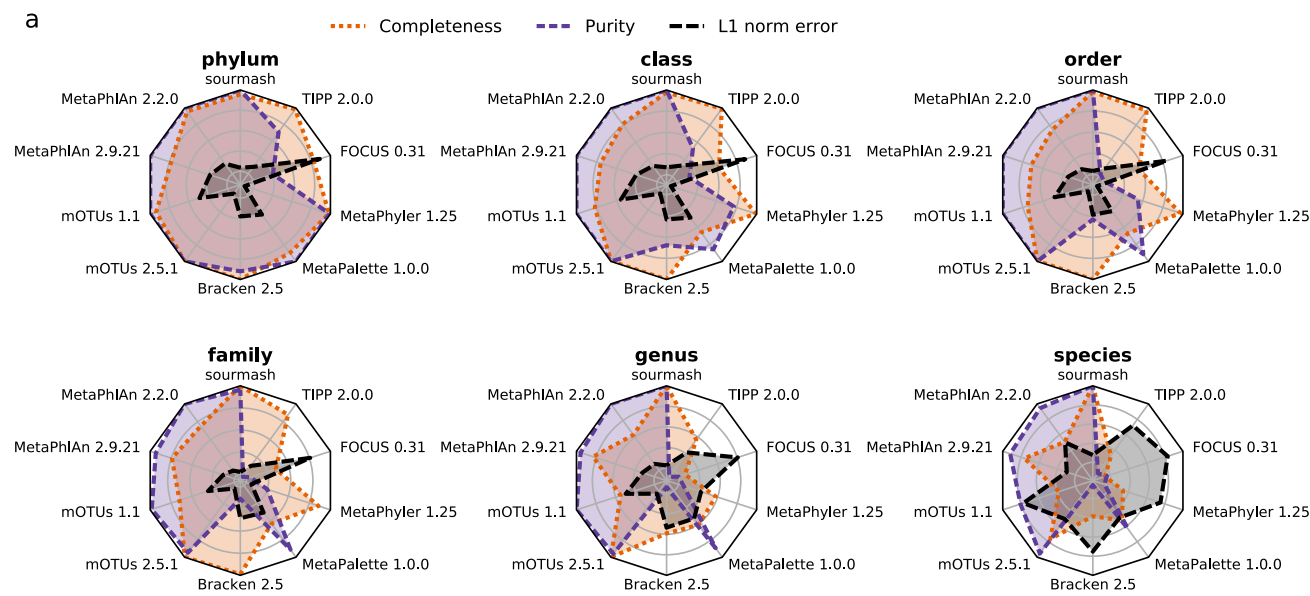 a
Completeness Purity L1 norm error
phylum
sourmash
TIPP 2.0.0
FOCUS 0.31
MetaPhyler 1.25
MetaPalette 1.0.0
Bracken 2.5
mOTUs 2.5.1
mOTUs 1.1
MetaPhlAn 2.9.21
MetaPhlAn 2.2.0
class
sourmash
TIPP 2.0.0
FOCUS 0.31
MetaPhyler 1.25
MetaPalette 1.0.0
Bracken 2.5
mOTUs 2.5.1
mOTUs 1.1
MetaPhlAn 2.9.21
MetaPhlAn 2.2.0
order
sourmash
TIPP 2.0.0
FOCUS 0.31
MetaPhyler 1.25
MetaPalette 1.0.0
Bracken 2.5
mOTUs 2.5.1
mOTUs 1.1
MetaPhlAn 2.9.21
MetaPhlAn 2.2.0
family
sourmash
TIPP 2.0.0
FOCUS 0.31
MetaPhyler 1.25
MetaPalette 1.0.0
Bracken 2.5
mOTUs 2.5.1
mOTUs 1.1
MetaPhlAn 2.9.21
MetaPhlAn 2.2.0
genus
sourmash
TIPP 2.0.0
FOCUS 0.31
MetaPhyler 1.25
MetaPalette 1.0.0
Bracken 2.5
mOTUs 2.5.1
mOTUs 1.1
MetaPhlAn 2.9.21
MetaPhlAn 2.2.0
species
sourmash
TIPP 2.0.0
FOCUS 0.31
MetaPhyler 1.25
MetaPalette 1.0.0
Bracken 2.5
mOTUs 2.5.1
mOTUs 1.1
MetaPhlAn 2.9.21
MetaPhlAn 2.2.0